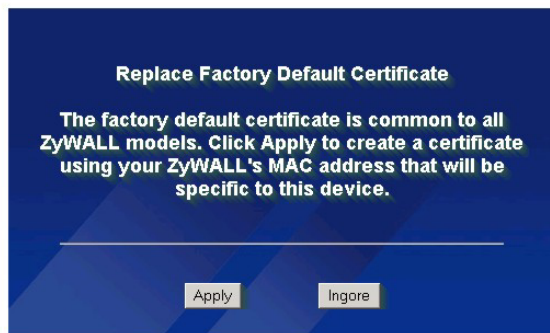 Replace Factory Default Certificate
The factory default certificate is common to all
ZyWALL models. Click Apply to create a certificate
using your ZyWALL's MAC address that will be
specific to this device.
Apply
Ingore